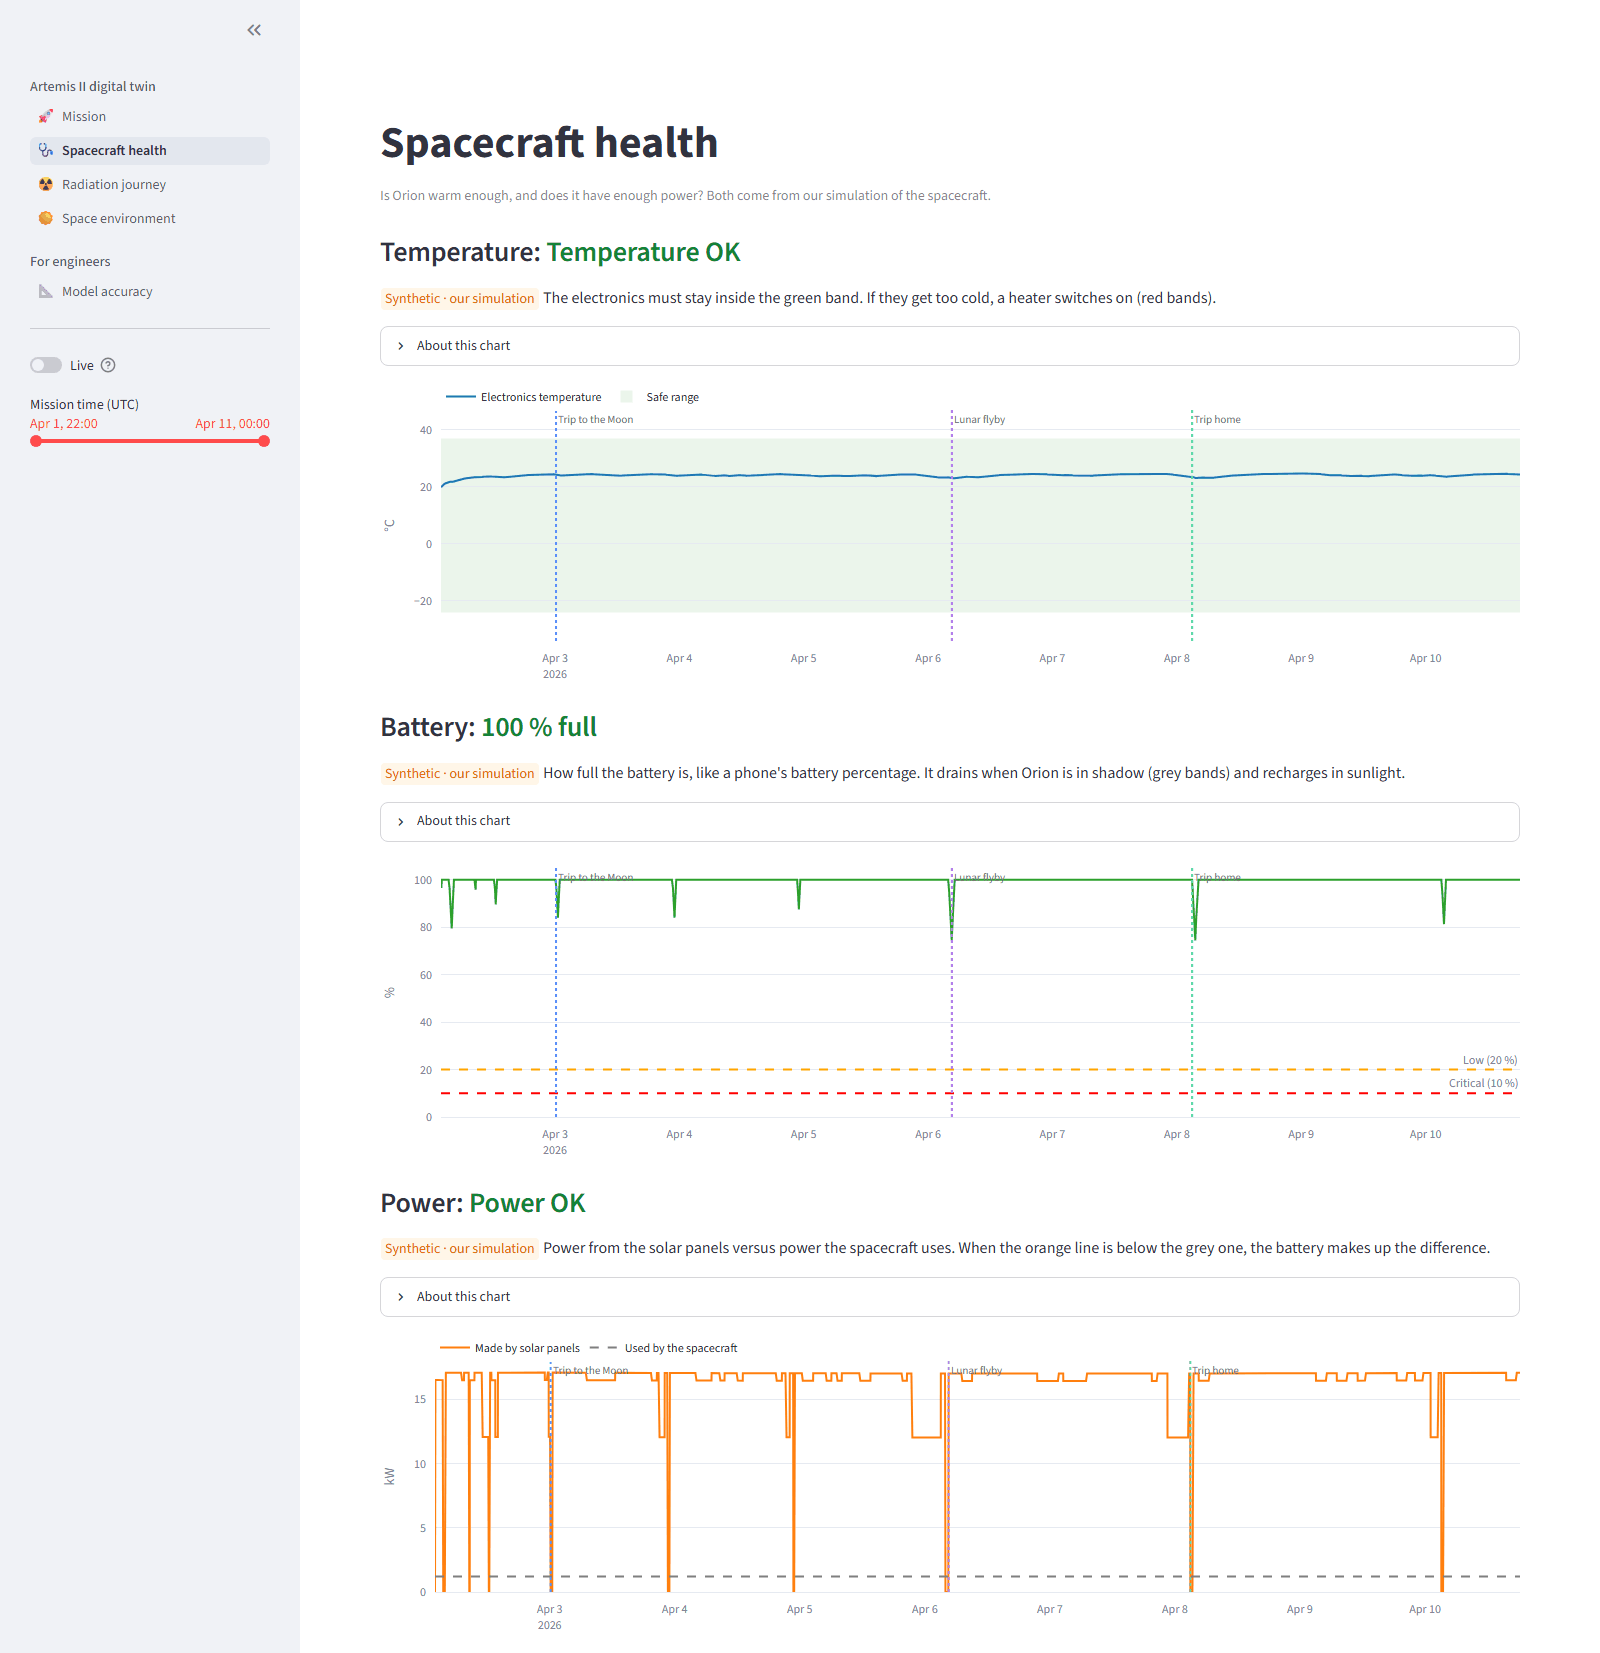 Artemis II digital twin
Mission
Spacecraft health
Radiation journey
Space environment
For engineers
Model accuracy
Live
Mission time (UTC)
Apr 1, 22:00 Apr 11, 00:00
Spacecraft health
Is Orion warm enough, and does it have enough power? Both come from our simulation of the spacecraft.
Temperature: Temperature OK
Synthetic · our simulation The electronics must stay inside the green band. If they get too cold, a heater switches on (red bands).
About this chart
Electronics temperature Safe range
Trip to the Moon Lunar flyby Trip home
40
20
0
−20
°C
Apr 3 Apr 4 Apr 5 Apr 6 Apr 7 Apr 8 Apr 9 Apr 10
2026
Battery: 100 % full
Synthetic · our simulation How full the battery is, like a phone's battery percentage. It drains when Orion is in shadow (grey bands) and recharges in sunlight.
About this chart
Trip to the Moon Lunar flyby Trip home
100
80
60
40
20
0
%
Low (20 %)
Critical (10 %)
Apr 3 Apr 4 Apr 5 Apr 6 Apr 7 Apr 8 Apr 9 Apr 10
2026
Power: Power OK
Synthetic · our simulation Power from the solar panels versus power the spacecraft uses. When the orange line is below the grey one, the battery makes up the difference.
About this chart
Made by solar panels Used by the spacecraft
Trip to the Moon Lunar flyby Trip home
15
10
5
0
kW
Apr 3 Apr 4 Apr 5 Apr 6 Apr 7 Apr 8 Apr 9 Apr 10
2026